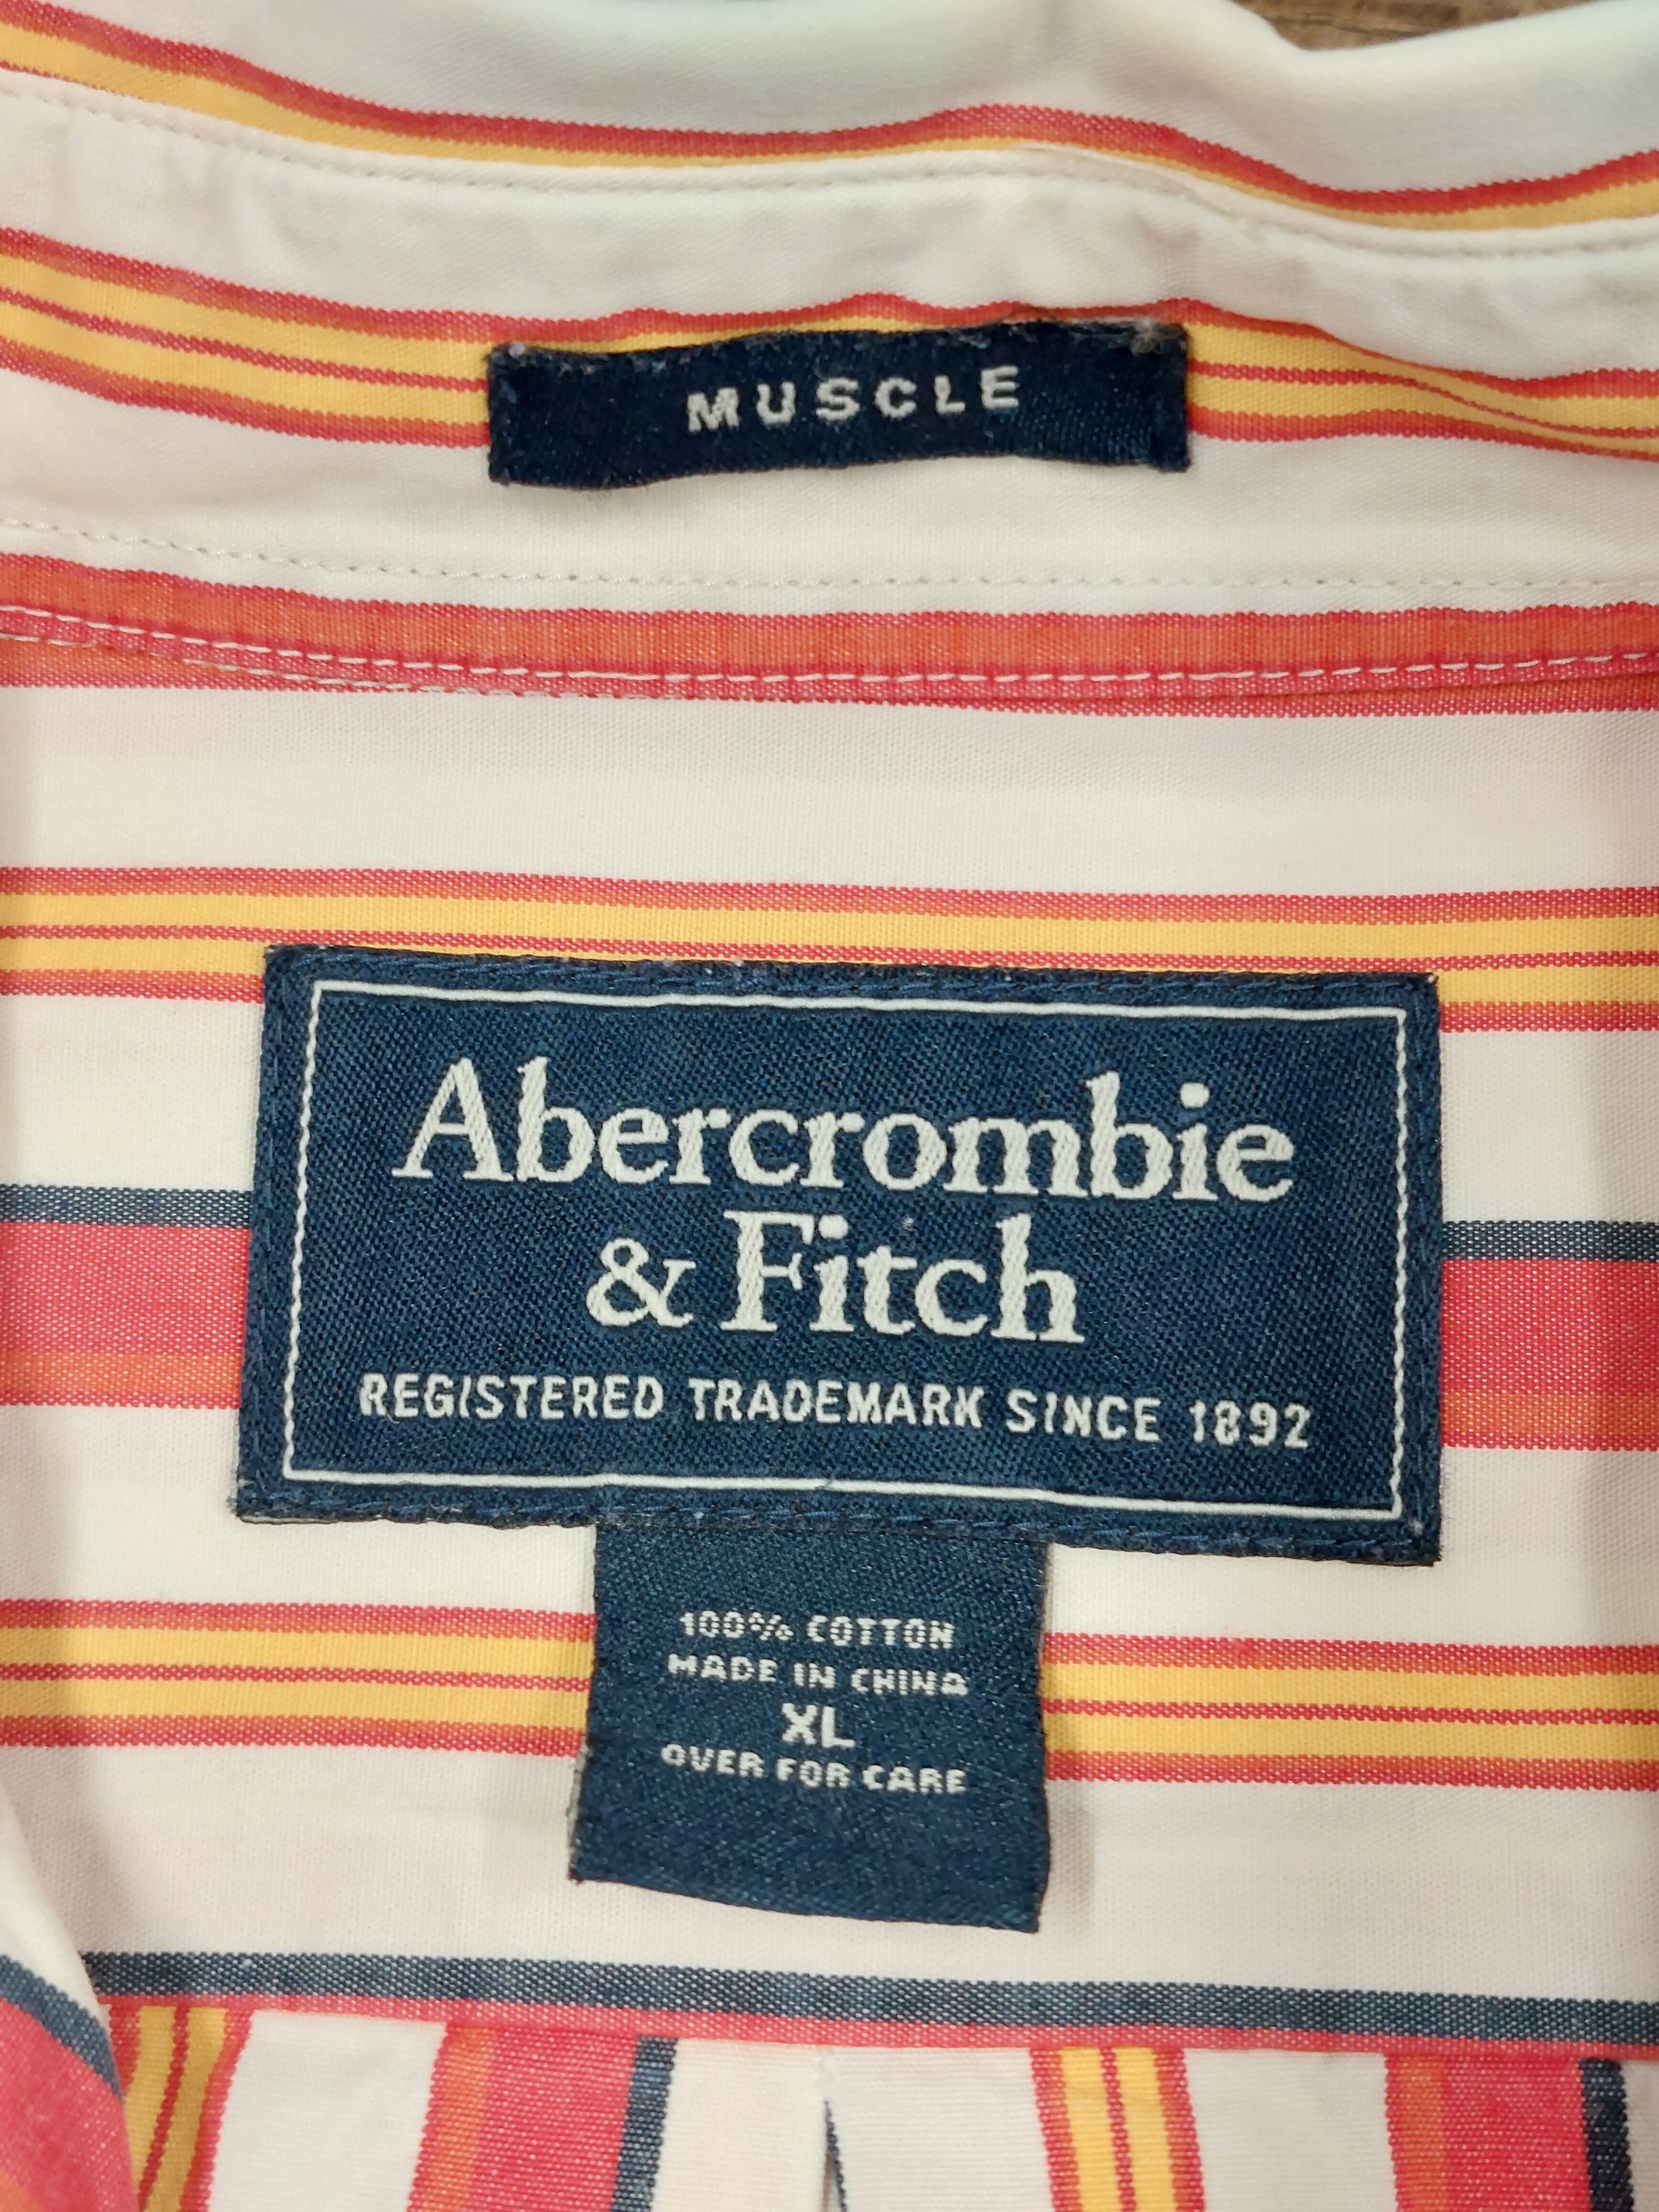 MUSCLE
Abercrombie
& Fitch
REGISTERED TRADEMARK SINCE 1892
100% COTTON
MADE IN CHINA
XL
OVER FOR CARE